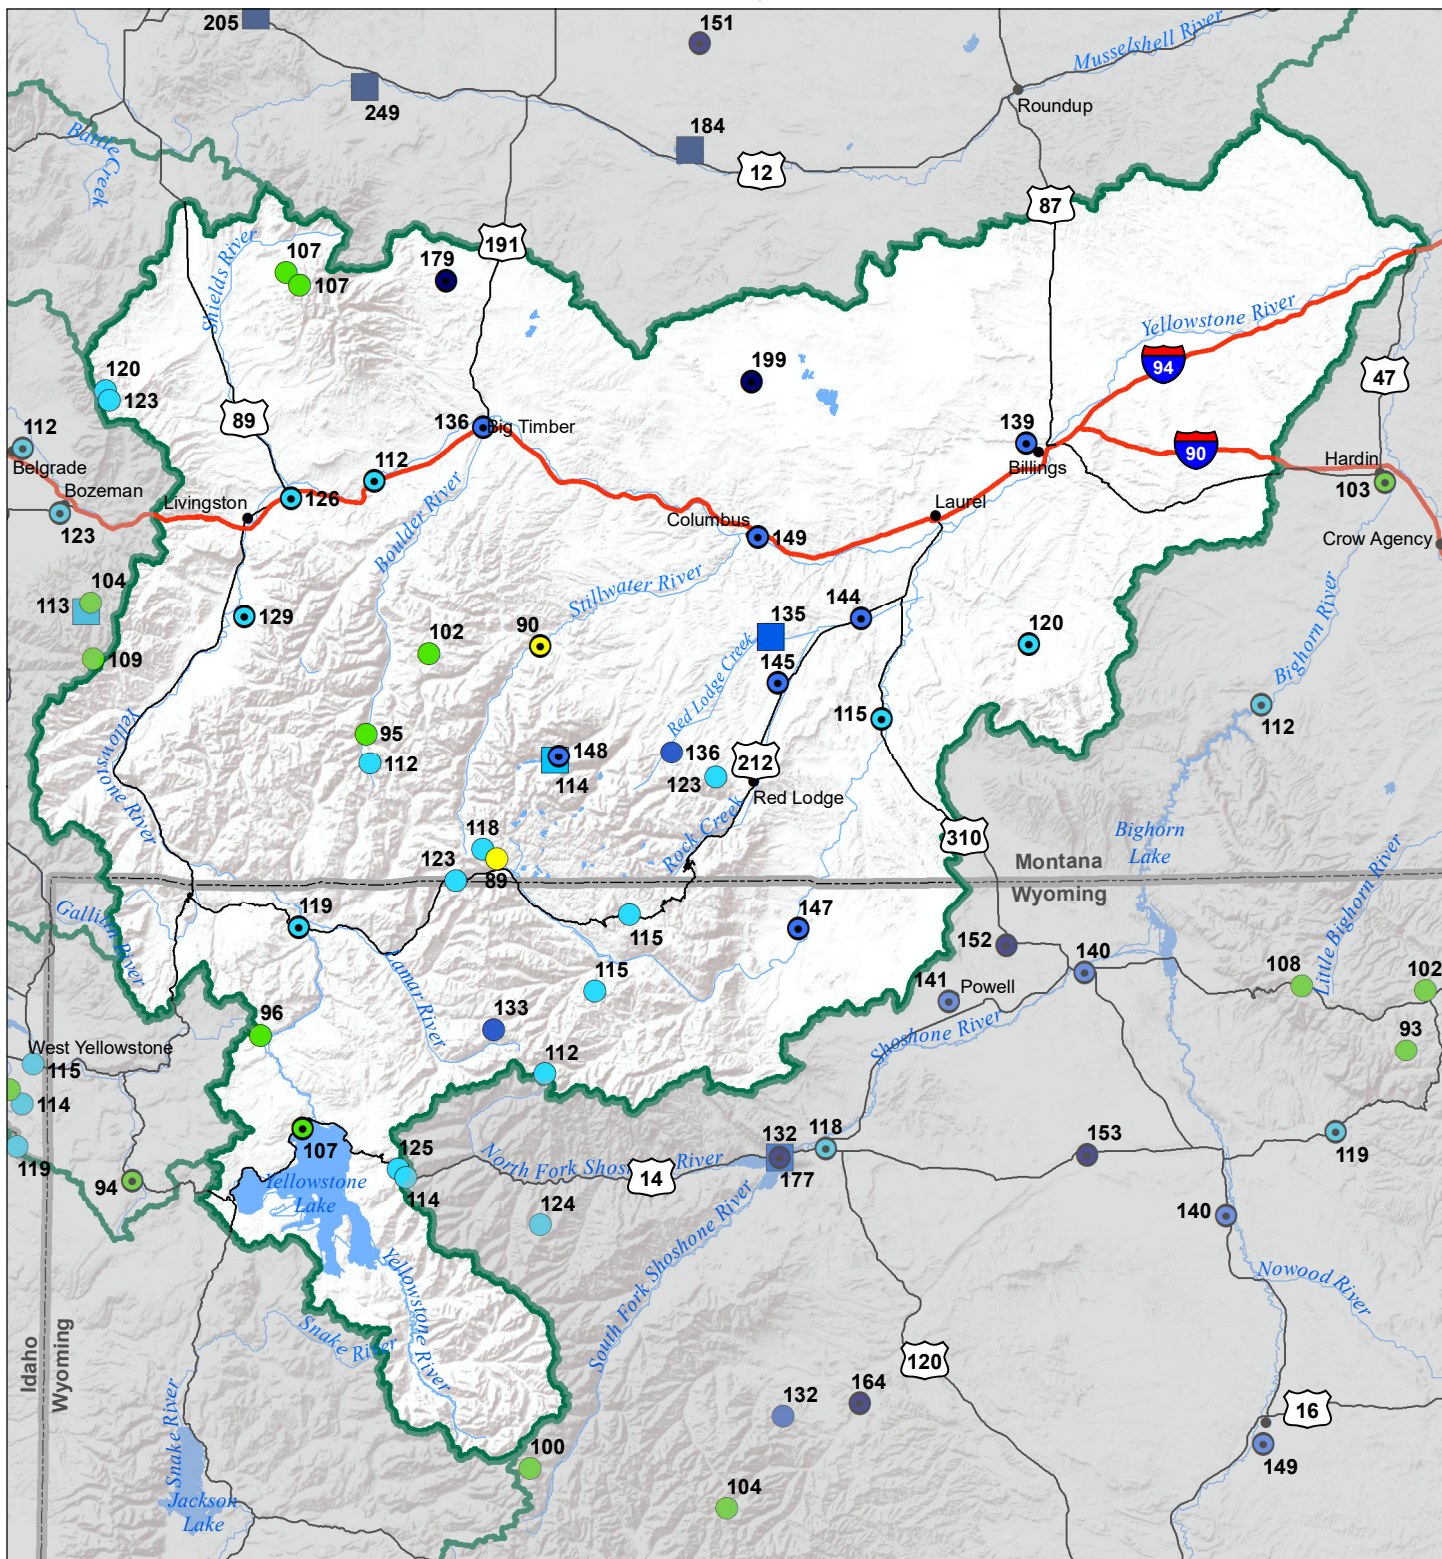 205
151
Musselshell River
249
Roundup
184
12
Battle
Creek
87
191
Shields River
107
107
179
Yellowstone River
94
199
47
120
123
89
136
Big Timber
139
112
Belgrade
90
Billings
Hardin
112
103
Bozeman
Livingston
126
Laurel
Columbus
123
149
Crow Agency
Boulder River
Stillwater River
104
113
129
90
135
144
120
102
Bighorn River
109
Red Lodge Creek
145
Yellowstone River
115
112
95
148
136
212
112
114
123
Red Lodge
118
Rock Creek
310
Bighorn
Lake
123
89
Montana
Wyoming
Little Bighorn River
Gallatin River
119
115
147
152
140
115
141
Powell
108
102
Lamar River
133
96
Shoshone River
West Yellowstone
115
93
112
114
107
125
132
118
153
119
119
North Fork Shoshone River
14
177
94
114
Yellowstone
Lake
124
140
Yellowstone River
South Fork Shoshone River
Nowood River
Snake River
Idaho
Wyoming
120
132
164
16
Snake River
100
149
104
Jackson
Lake